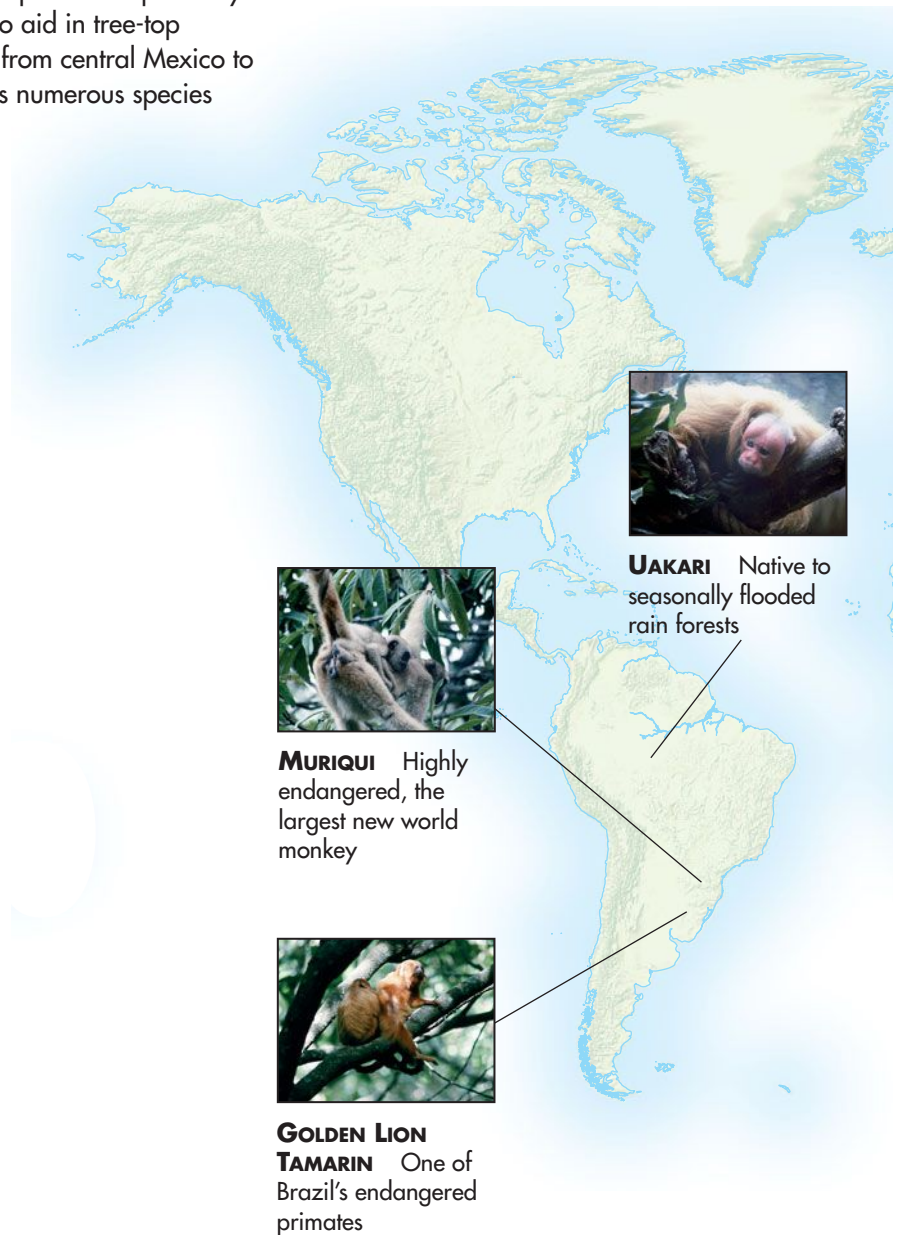 o aid in tree-top
from central Mexico to
s numerous species
UAKARI Native to
seasonally flooded
rain forests
MURIQUI Highly
endangered, the
largest new world
monkey
GOLDEN LION
TAMARIN One of
Brazil's endangered
primates